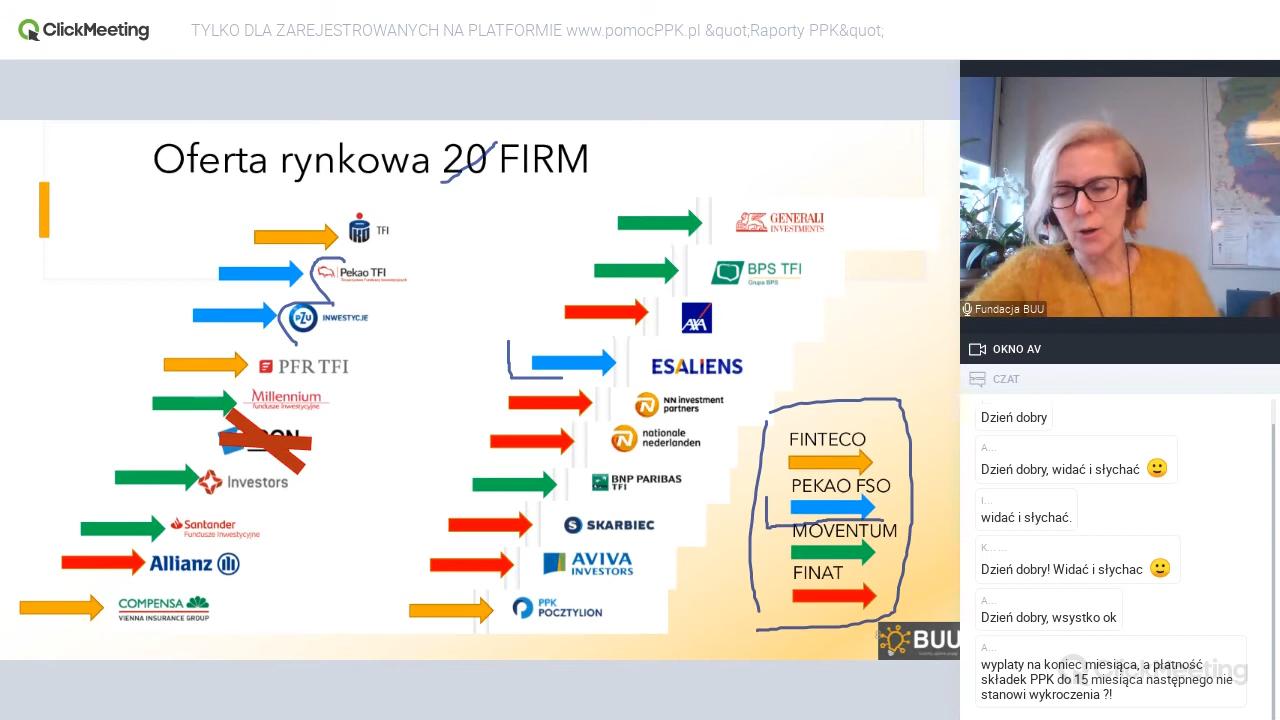 ClickMeeting
TYLKO DLA ZAREJESTROWANYCH NA PLATFORMIE www.pomocPPK.pl &quot;Raporty PPK&quot;
Oferta rynkowa 20 FIRM
TFI
Pekao TFI
PZU INWESTYCJE
PFR TFI
Millennium
Fundusze Inwestycyjne
Investors
Santander
Fundusze Inwestycyjne
Allianz
COMPENSA
VIENNA INSURANCE GROUP
GENERALI
INVESTMENTS
BPS TFI
Grupa BPS
AXA
ESALIENS
NN investment
partners
nationale
nederlanden
BNP PARIBAS
TFI
SKARBIEC
AVIVA
INVESTORS
PPK
POCZTYLION
FINTECO
PEKAO FSO
MOVENTUM
FINAT
BUU
Fundacja BUU
OKNO AV
CZAT
Dzień dobry
A...
Dzień dobry, widać i słychać 🙂
I...
widać i słychać.
K... ...
Dzień dobry! Widać i słychac 🙂
A...
Dzień dobry, wsystko ok
A...
wyplaty na koniec miesiąca, a płatność
składek PPK do 15 miesiąca następnego nie
stanowi wykroczenia ?!
ClickMeeting